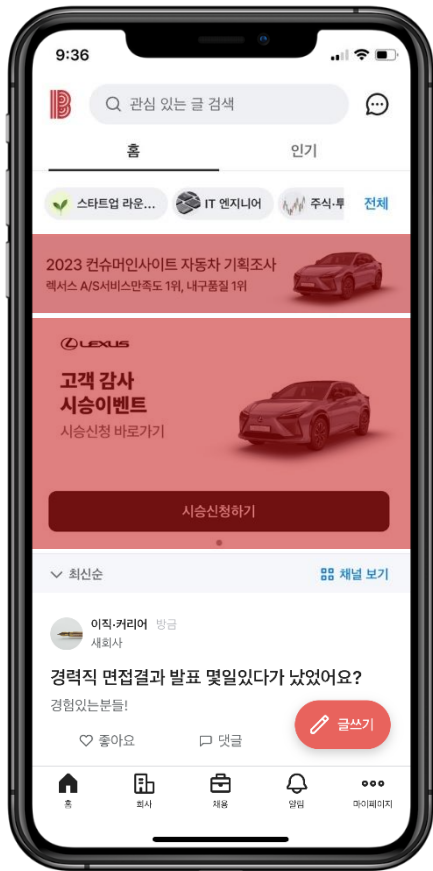 9:36
관심 있는 글 검색
홈
인기
스타트업 라운...
IT 엔지니어
주식·투
전체
2023 컨슈머인사이트 자동차 기획조사
렉서스 A/S서비스만족도 1위, 내구품질 1위
LEXUS
고객 감사
시승이벤트
시승신청 바로가기
시승신청하기
최신순
채널 보기
이직·커리어 방금
새회사
경력직 면접결과 발표 몇일있다가 났었어요?
경험있는분들!
글쓰기
좋아요
댓글
홈
회사
채용
알림
마이페이지